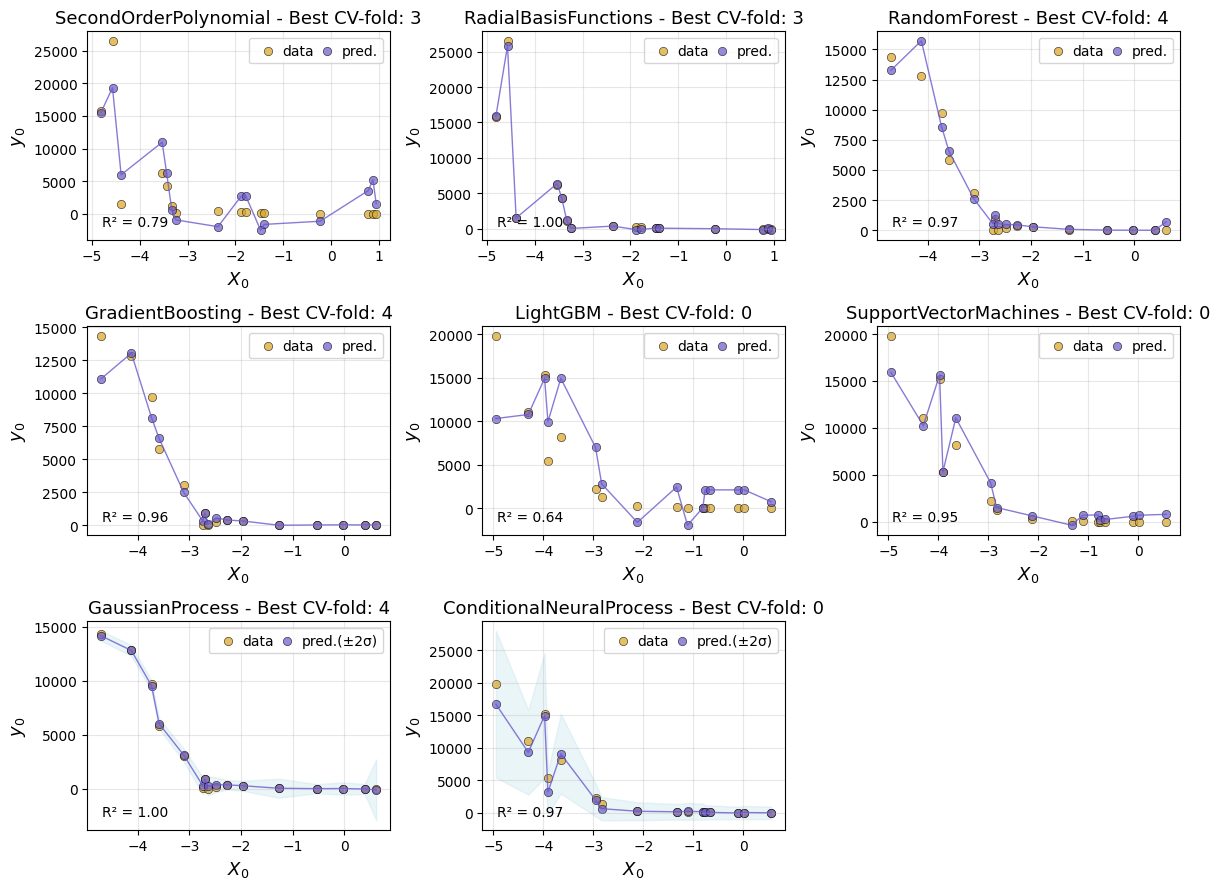 SecondOrderPolynomial - Best CV-fold: 3
data pred.
25000
20000
15000
10000
5000
0
y0
R² = 0.79
−5 −4 −3 −2 −1 0 1
X0
RadialBasisFunctions - Best CV-fold: 3
data pred.
25000
20000
15000
10000
5000
0
y0
R² = 1.00
−5 −4 −3 −2 −1 0 1
X0
RandomForest - Best CV-fold: 4
data pred.
15000
12500
10000
7500
5000
2500
0
y0
R² = 0.97
−4 −3 −2 −1 0
X0
GradientBoosting - Best CV-fold: 4
data pred.
15000
12500
10000
7500
5000
2500
0
y0
R² = 0.96
−4 −3 −2 −1 0
X0
LightGBM - Best CV-fold: 0
data pred.
20000
15000
10000
5000
0
y0
R² = 0.64
−5 −4 −3 −2 −1 0
X0
SupportVectorMachines - Best CV-fold: 0
data pred.
20000
15000
10000
5000
0
y0
R² = 0.95
−5 −4 −3 −2 −1 0
X0
GaussianProcess - Best CV-fold: 4
data pred.(±2σ)
15000
10000
5000
0
y0
R² = 1.00
−4 −3 −2 −1 0
X0
ConditionalNeuralProcess - Best CV-fold: 0
data pred.(±2σ)
25000
20000
15000
10000
5000
0
y0
R² = 0.97
−5 −4 −3 −2 −1 0
X0